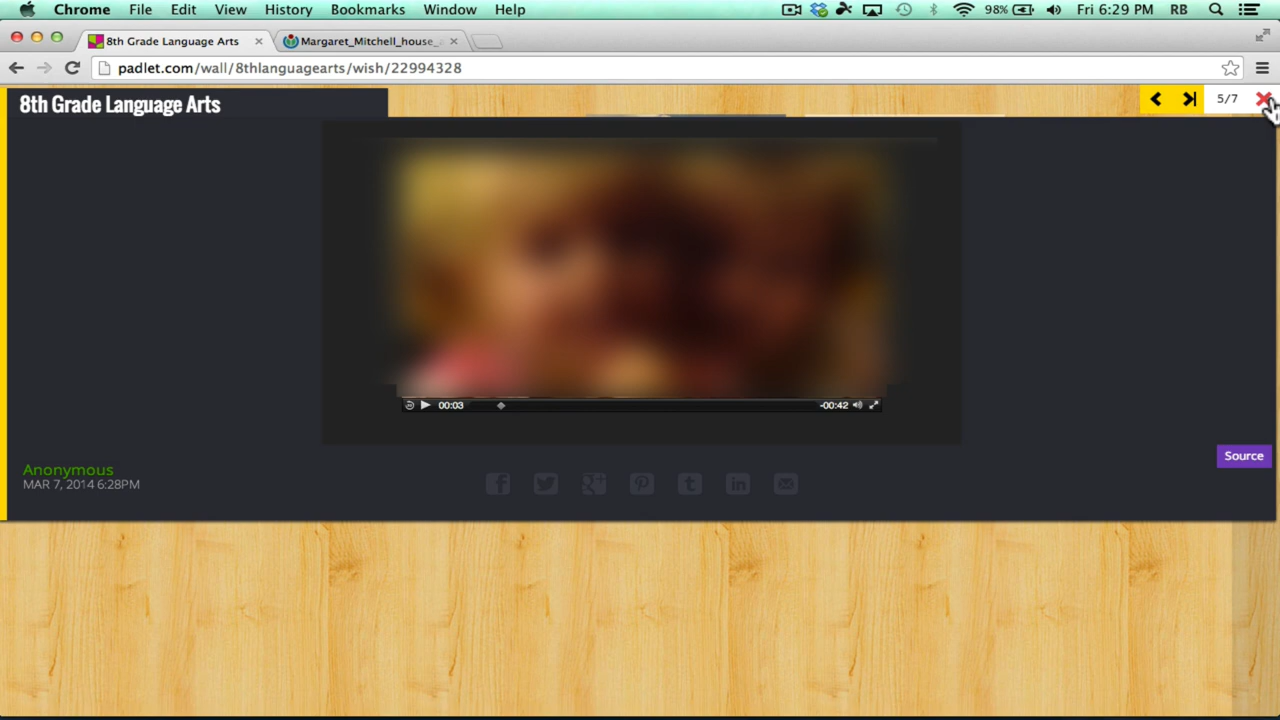 Chrome File Edit View History Bookmarks Window Help 98% Fri 6:29 PM RB
8th Grade Language Arts Margaret_Mitchell_house_
padlet.com/wall/8thlanguagearts/wish/22994328
8th Grade Language Arts 5/7
00:03 -00:42
Source
Anonymous
MAR 7, 2014 6:28PM